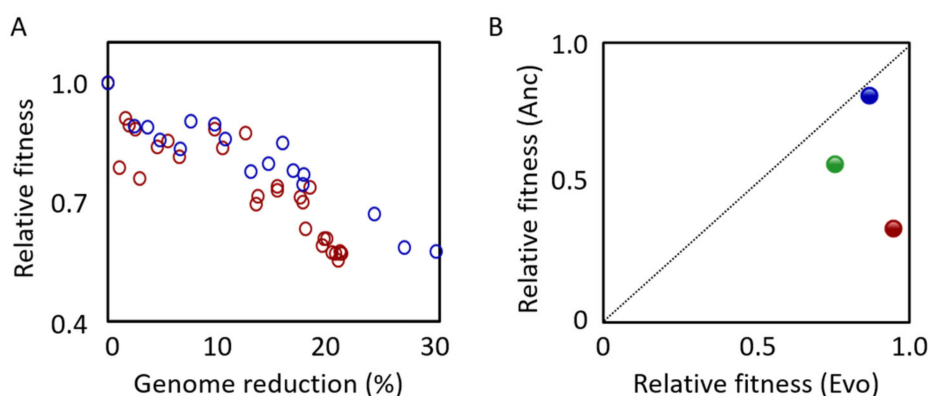 A
Relative fitness
1.0
0.7
0.4
0 10 20 30
Genome reduction (%)
B
Relative fitness (Anc)
1.0
0.5
0
0 0.5 1.0
Relative fitness (Evo)